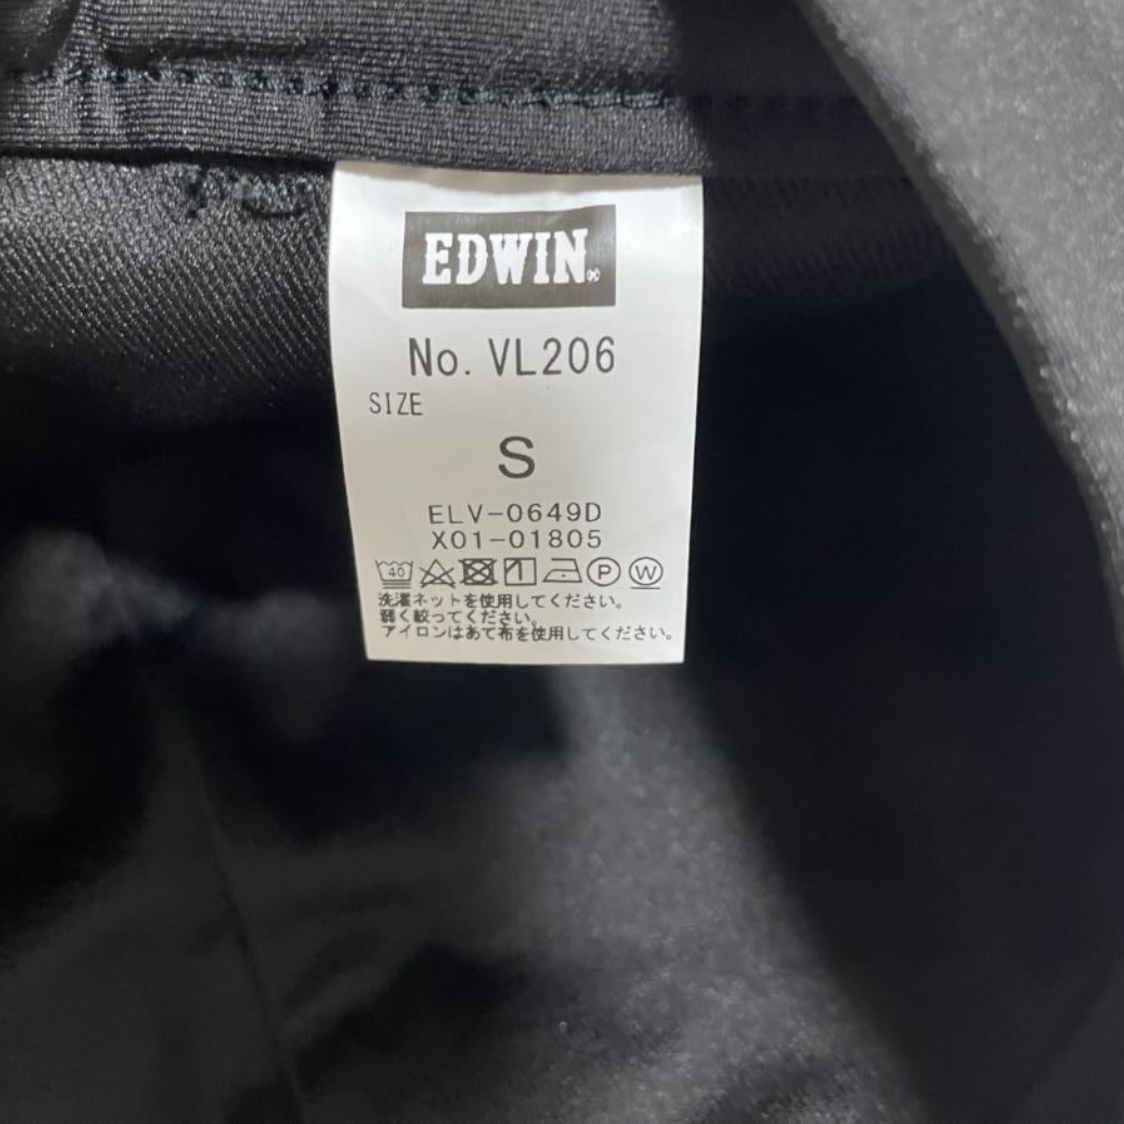 EDWIN®
No. VL206
SIZE
S
ELV-0649D
X01-01805
40 P W
洗濯ネットを使用してください。
弱く絞ってください。
アイロンはあて布を使用してください。